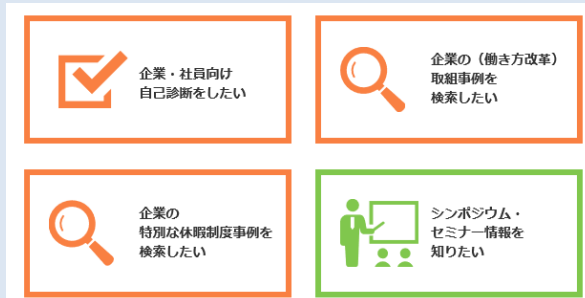 企業・社員向け
自己診断をしたい
企業の（働き方改革）
取組事例を
検索したい
企業の
特別な休暇制度事例を
検索したい
シンポジウム・
セミナー情報を
知りたい